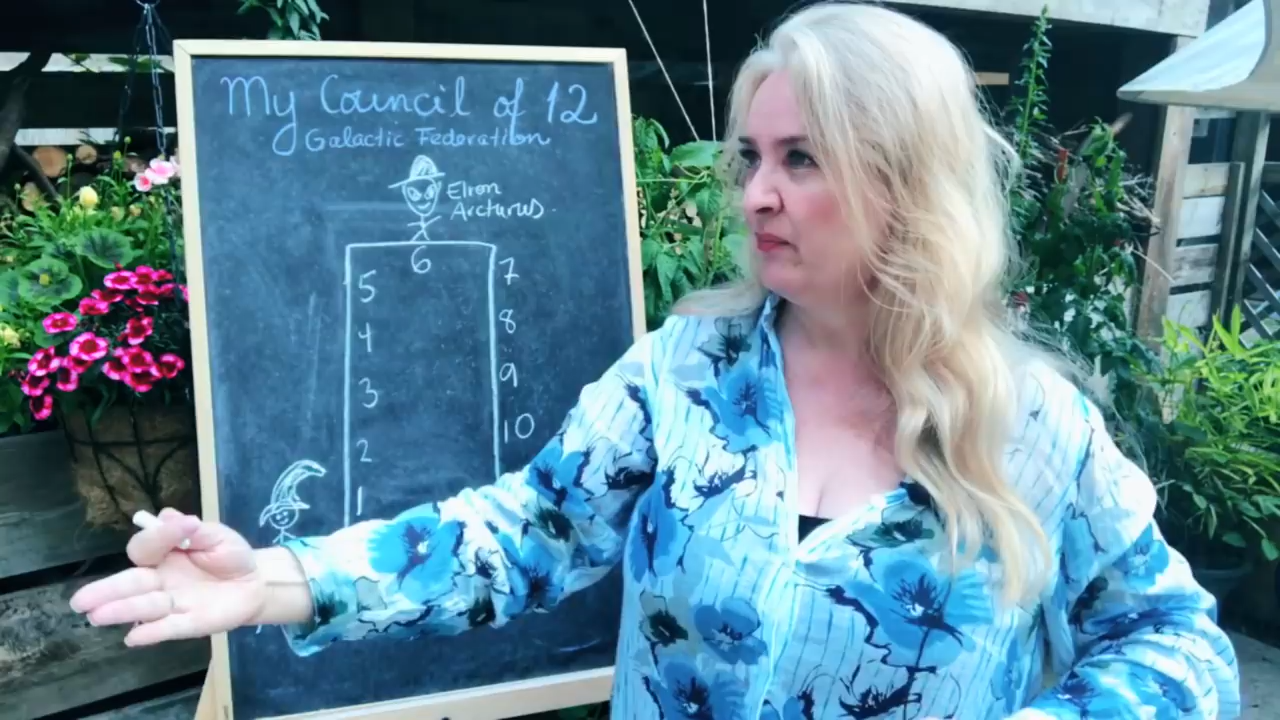 My Council of 12
Galactic Federation
Elron
Arcturus.
6
5
7
4
8
3
9
2
10
1